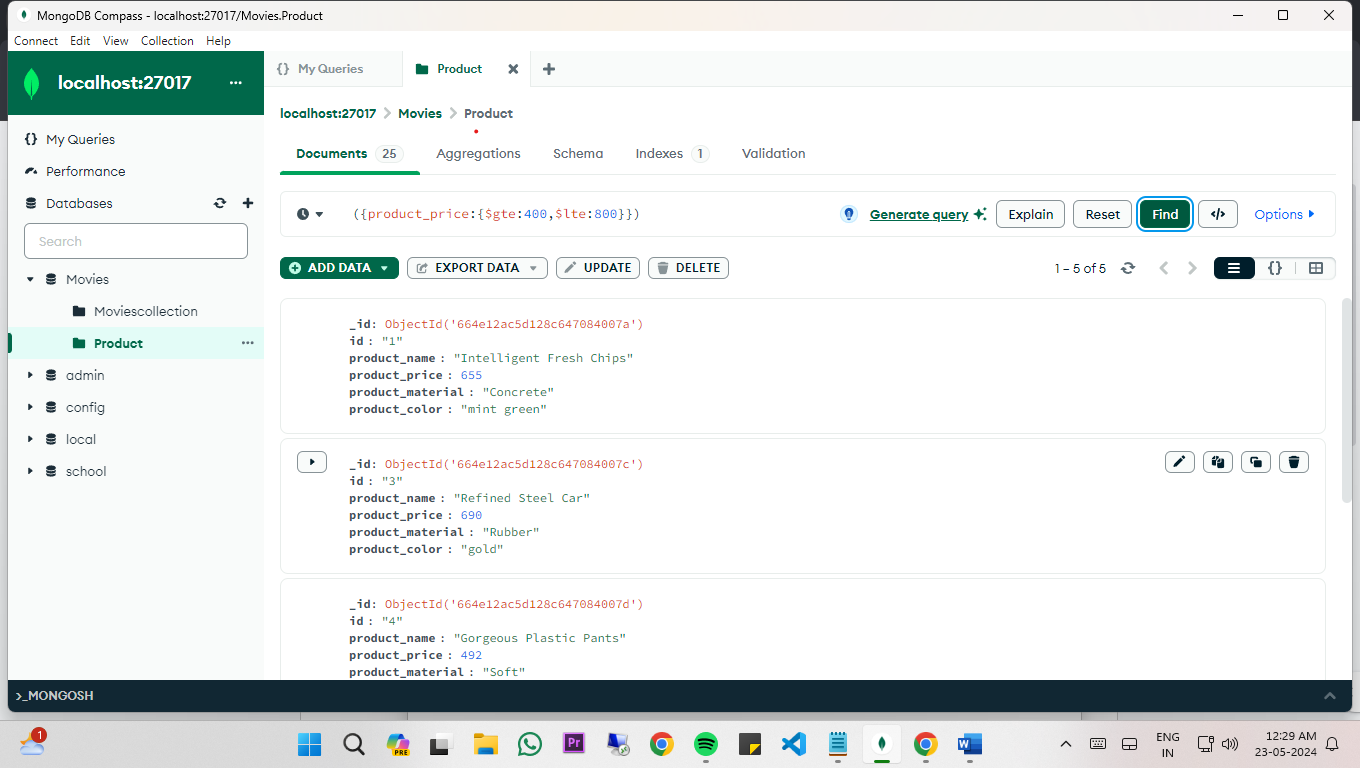 MongoDB Compass - localhost:27017/Movies.Product
Connect Edit View Collection Help
localhost:27017
My Queries
Performance
Databases
Search
Movies
Moviescollection
Product
admin
config
local
school
{} My Queries
Product
localhost:27017 > Movies > Product
Documents 25 Aggregations Schema Indexes 1 Validation
({product_price:{$gte:400,$lte:800}})
Generate query Explain Reset Find </> Options
ADD DATA EXPORT DATA UPDATE DELETE
1 – 5 of 5
_id: ObjectId('664e12ac5d128c647084007a')
id : "1"
product_name : "Intelligent Fresh Chips"
product_price : 655
product_material : "Concrete"
product_color : "mint green"
_id: ObjectId('664e12ac5d128c647084007c')
id : "3"
product_name : "Refined Steel Car"
product_price : 690
product_material : "Rubber"
product_color : "gold"
_id: ObjectId('664e12ac5d128c647084007d')
id : "4"
product_name : "Gorgeous Plastic Pants"
product_price : 492
product_material : "Soft"
>_MONGOSH
1
PRE
Pr
W
ENG
IN
12:29 AM
23-05-2024